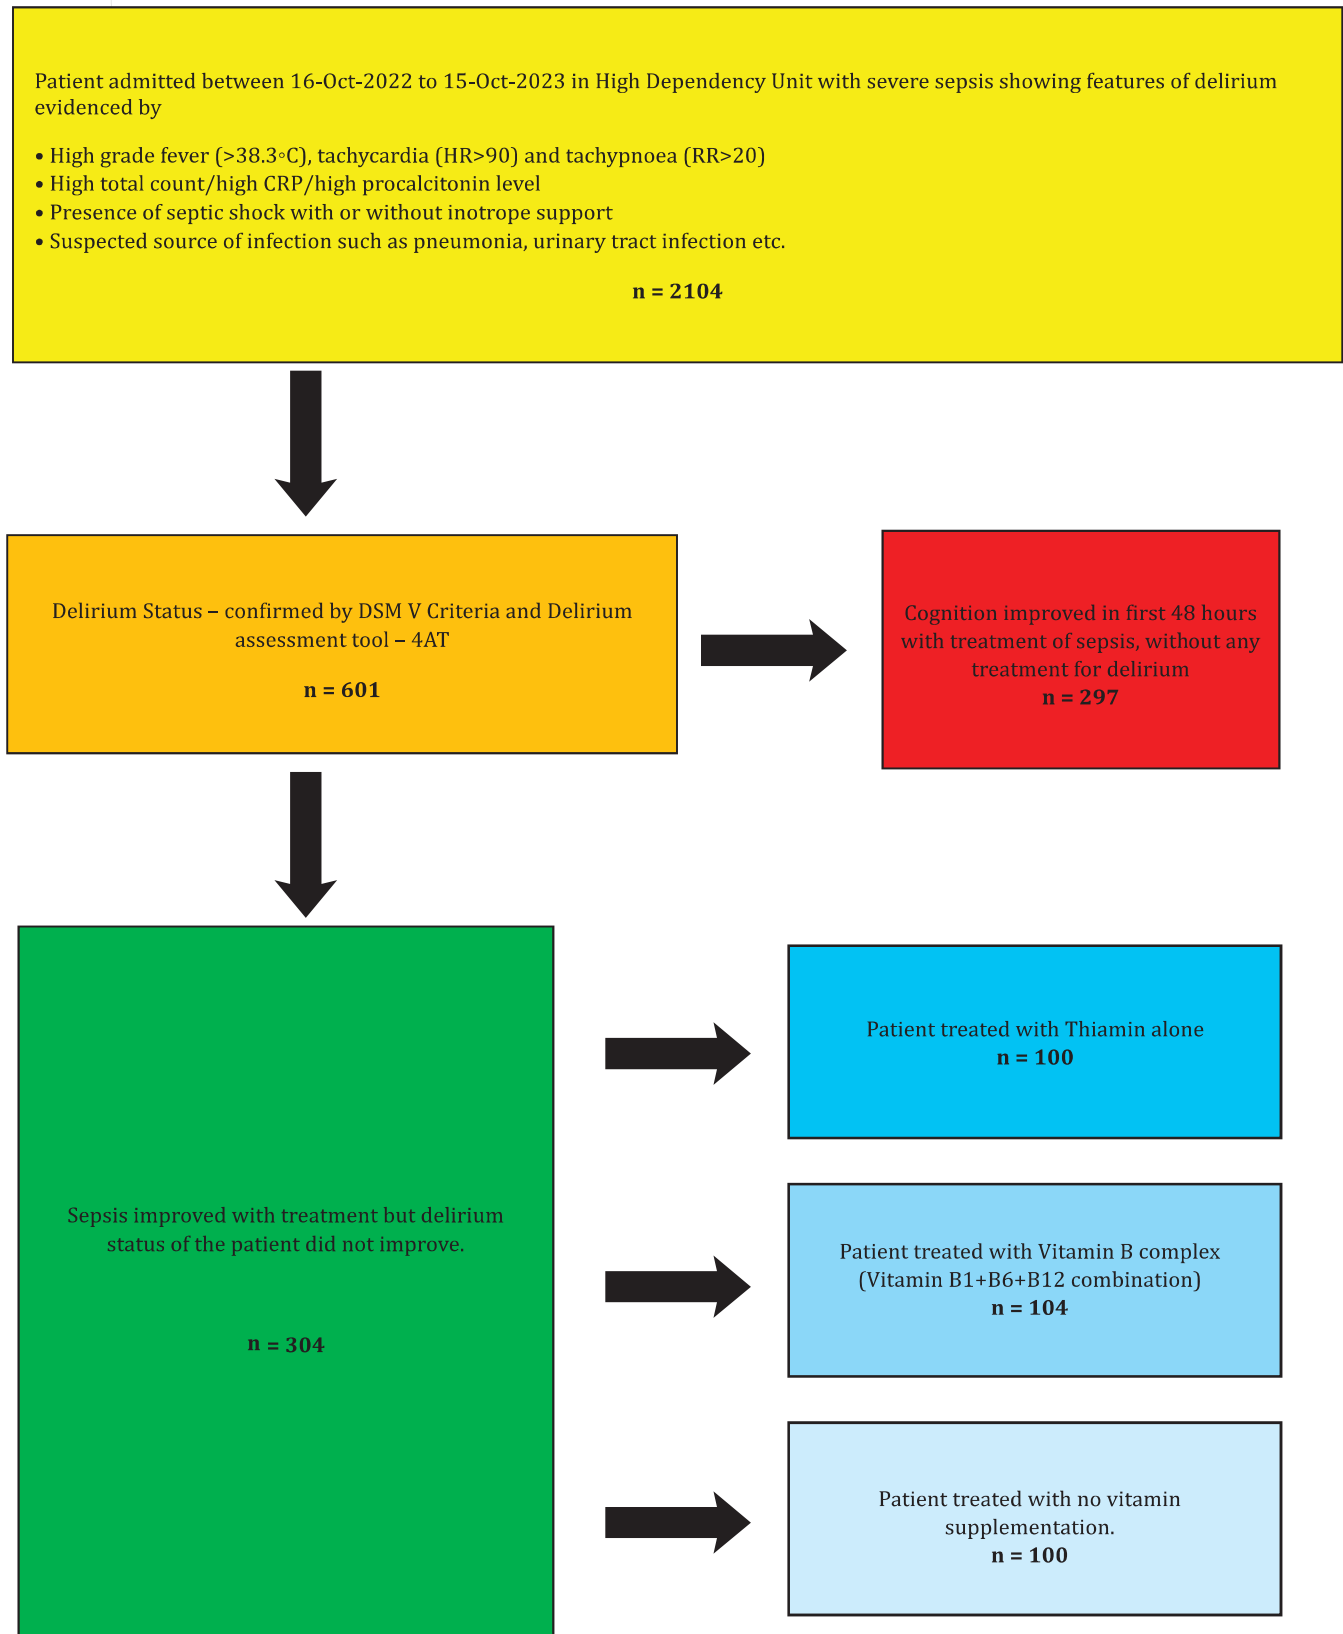 Patient admitted between 16-Oct-2022 to 15-Oct-2023 in High Dependency Unit with severe sepsis showing features of delirium
evidenced by
• High grade fever (>38.3◦C), tachycardia (HR>90) and tachypnoea (RR>20)
• High total count/high CRP/high procalcitonin level
• Presence of septic shock with or without inotrope support
• Suspected source of infection such as pneumonia, urinary tract infection etc.
n = 2104
Delirium Status – confirmed by DSM V Criteria and Delirium
assessment tool – 4AT
n = 601
Cognition improved in first 48 hours
with treatment of sepsis, without any
treatment for delirium
n = 297
Sepsis improved with treatment but delirium
status of the patient did not improve.
n = 304
Patient treated with Thiamin alone
n = 100
Patient treated with Vitamin B complex
(Vitamin B1+B6+B12 combination)
n = 104
Patient treated with no vitamin
supplementation.
n = 100